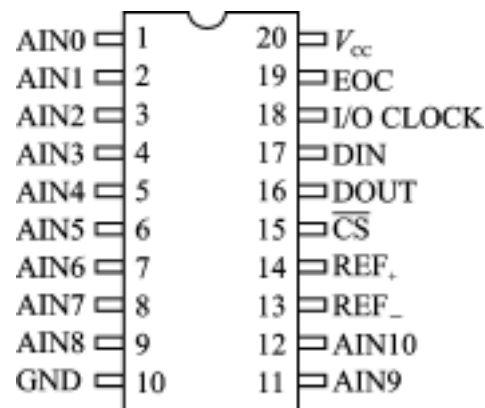 AIN0 1 20 Vcc
AIN1 2 19 EOC
AIN2 3 18 I/O CLOCK
AIN3 4 17 DIN
AIN4 5 16 DOUT
AIN5 6 15 C̅S̅
AIN6 7 14 REF+
AIN7 8 13 REF−
AIN8 9 12 AIN10
GND 10 11 AIN9